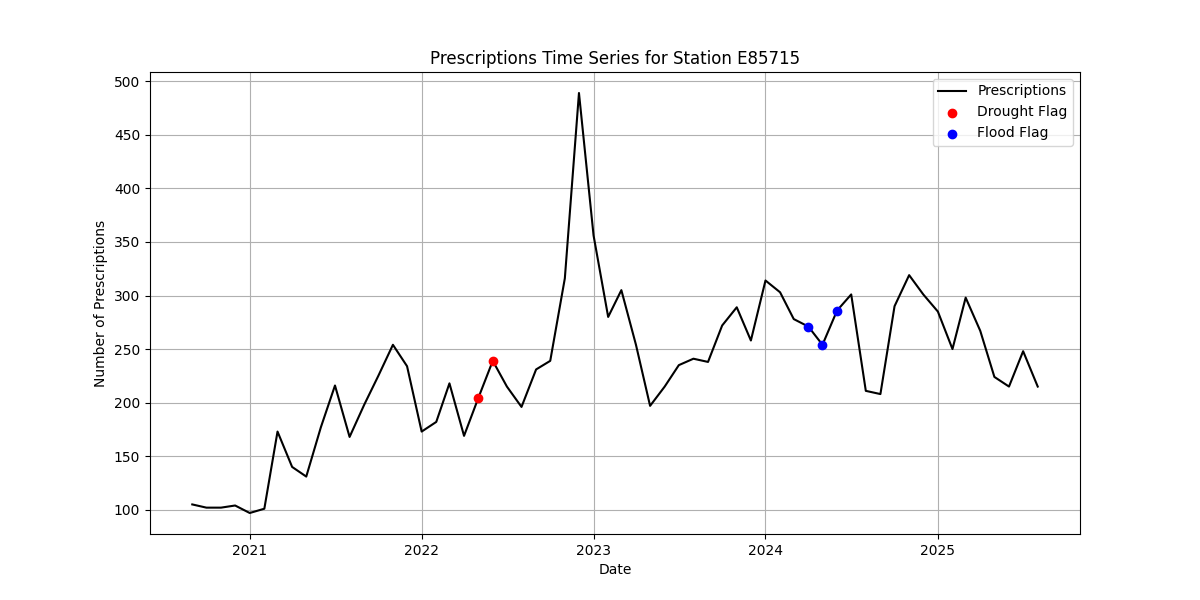 Prescriptions Time Series for Station E85715
Number of Prescriptions
500
450
400
350
300
250
200
150
100
Prescriptions
Drought Flag
Flood Flag
2021 2022 2023 2024 2025
Date